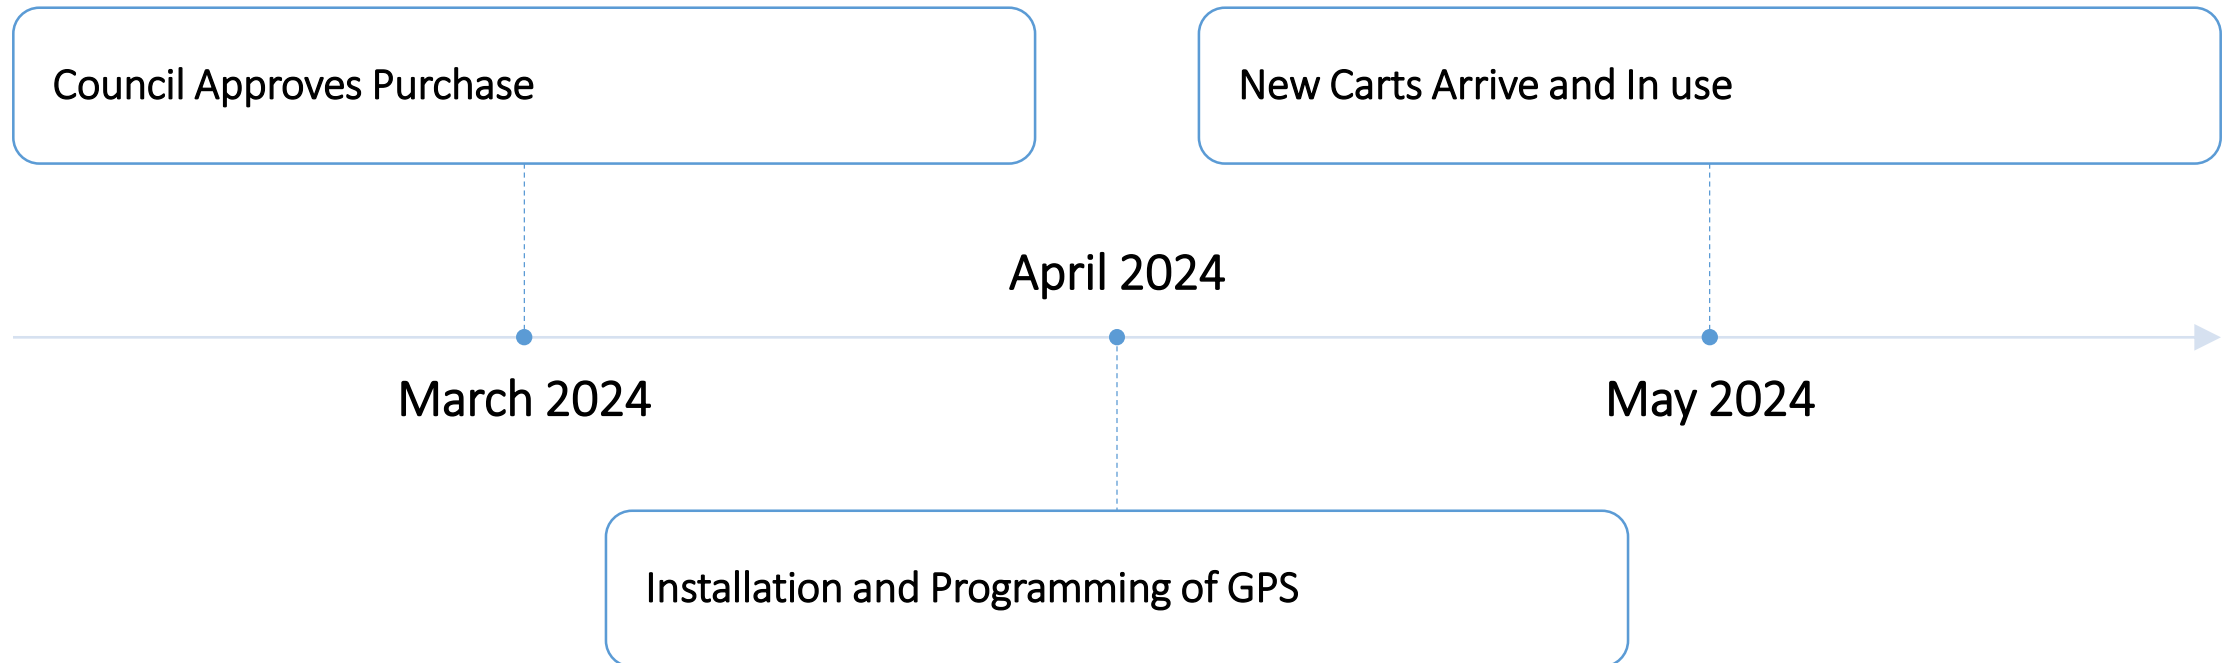 Council Approves Purchase
New Carts Arrive and In use
April 2024
March 2024
May 2024
Installation and Programming of GPS